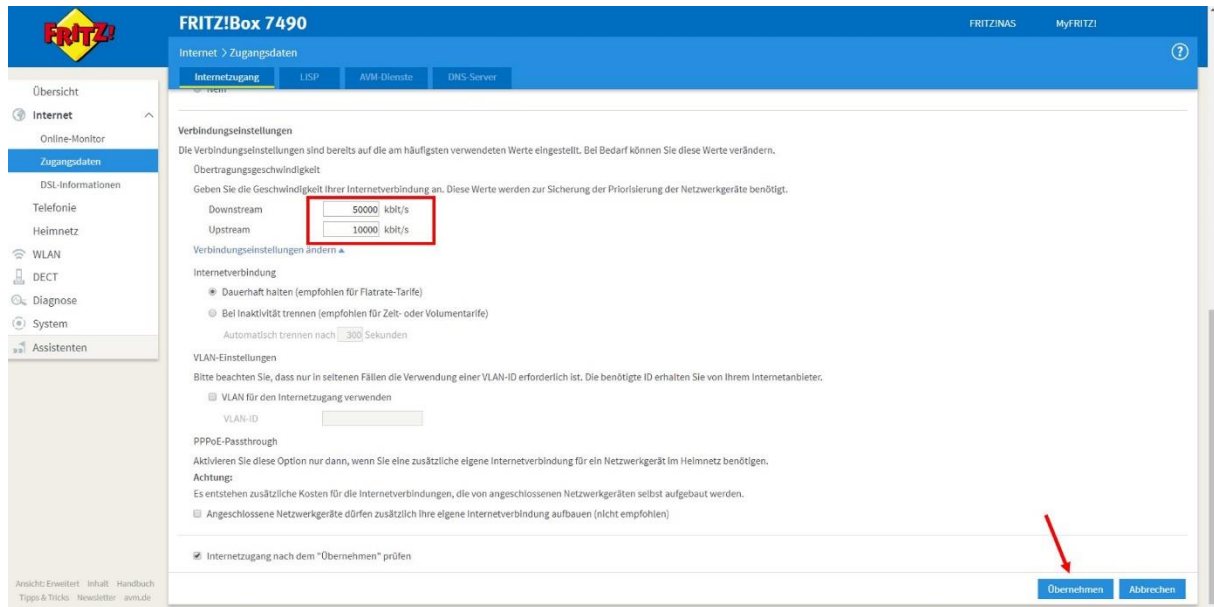 FRITZ!
FRITZ!Box 7490
FRITZ!NAS
MyFRITZ!
Internet > Zugangsdaten
?
Internetzugang
LISP
AVM-Dienste
DNS-Server
Übersicht
Internet
Online-Monitor
Zugangsdaten
DSL-Informationen
Telefonie
Heimnetz
WLAN
DECT
Diagnose
System
Assistenten
Ansicht: Erweitert Inhalt Handbuch
Tipps & Tricks Newsletter avm.de
Nein
Verbindungseinstellungen
Die Verbindungseinstellungen sind bereits auf die am häufigsten verwendeten Werte eingestellt. Bei Bedarf können Sie diese Werte verändern.
Übertragungsgeschwindigkeit
Geben Sie die Geschwindigkeit Ihrer Internetverbindung an. Diese Werte werden zur Sicherung der Priorisierung der Netzwerkgeräte benötigt.
Downstream 50000 kbit/s
Upstream 10000 kbit/s
Verbindungseinstellungen ändern
Internetverbindung
Dauerhaft halten (empfohlen für Flatrate-Tarife)
Bei Inaktivität trennen (empfohlen für Zeit- oder Volumentarife)
Automatisch trennen nach 300 Sekunden
VLAN-Einstellungen
Bitte beachten Sie, dass nur in seltenen Fällen die Verwendung einer VLAN-ID erforderlich ist. Die benötigte ID erhalten Sie von Ihrem Internetanbieter.
VLAN für den Internetzugang verwenden
VLAN-ID
PPPoE-Passthrough
Aktivieren Sie diese Option nur dann, wenn Sie eine zusätzliche eigene Internetverbindung für ein Netzwerkgerät im Heimnetz benötigen.
Achtung:
Es entstehen zusätzliche Kosten für die Internetverbindungen, die von angeschlossenen Netzwerkgeräten selbst aufgebaut werden.
Angeschlossene Netzwerkgeräte dürfen zusätzlich ihre eigene Internetverbindung aufbauen (nicht empfohlen)
Internetzugang nach dem "Übernehmen" prüfen
Übernehmen
Abbrechen